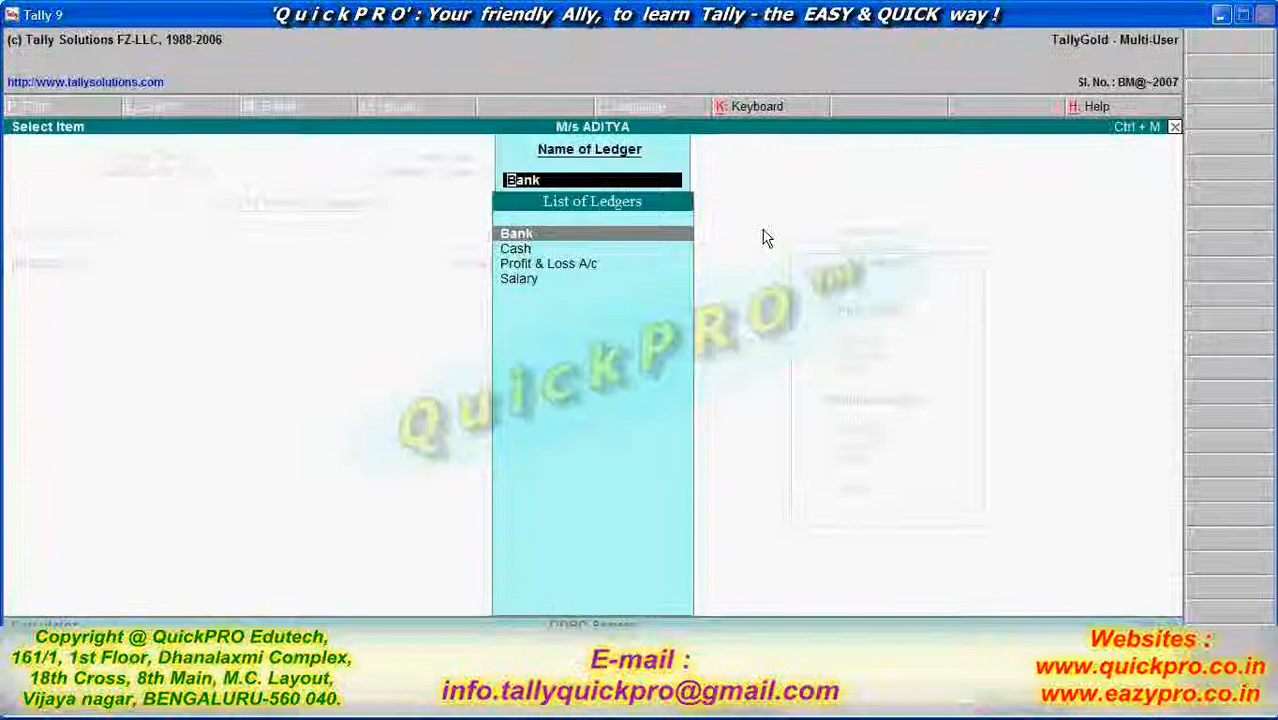 Tally 9
'Q u i c k P R O' : Your friendly Ally, to learn Tally - the EASY & QUICK way !
(c) Tally Solutions FZ-LLC, 1988-2006
TallyGold - Multi-User
http://www.tallysolutions.com
Sl. No. : BM@~2007
K: Keyboard
H: Help
Select Item
M/s ADITYA
Ctrl + M
Name of Ledger
Bank
List of Ledgers
Bank
Cash
Profit & Loss A/c
Salary
QuickPRO
Copyright @ QuickPRO Edutech,
161/1, 1st Floor, Dhanalaxmi Complex,
18th Cross, 8th Main, M.C. Layout,
Vijaya nagar, BENGALURU-560 040.
E-mail :
info.tallyquickpro@gmail.com
Websites :
www.quickpro.co.in
www.eazypro.co.in